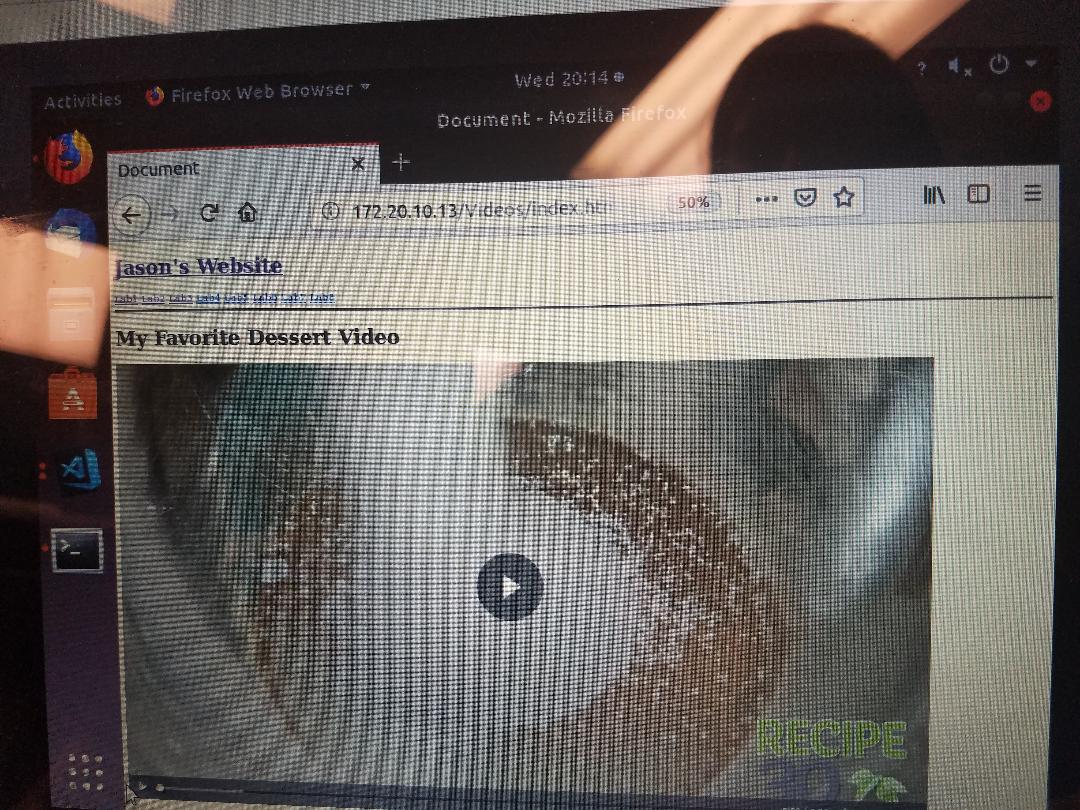 Activities Firefox Web Browser Wed 20:14
Document - Mozilla Firefox
Document
172.20.10.13/Videos/index.ht 50%
Jason's Website
Lab1 Lab2 Lab3 Lab4 Lab5 Lab6 Lab7 Lab8
My Favorite Dessert Video
RECIPE
30